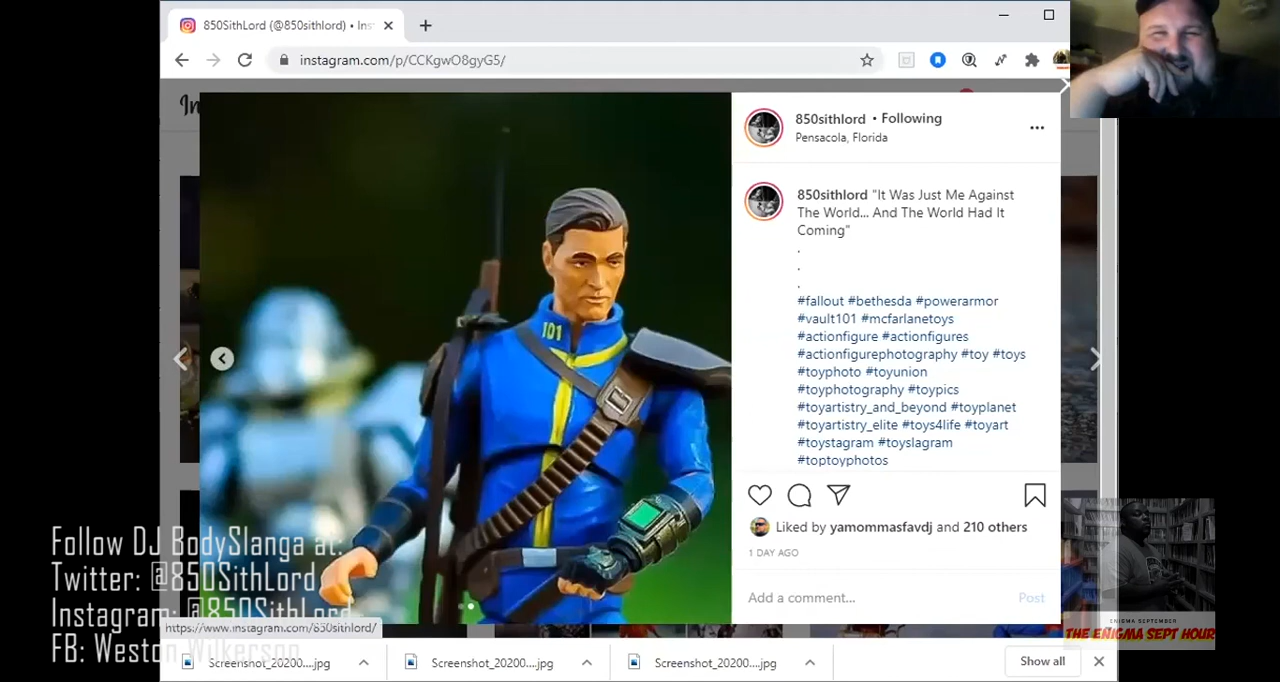 850SithLord (@850sithlord) • Ins
instagram.com/p/CCKgwO8gyG5/
In
850sithlord • Following
Pensacola, Florida
850sithlord "It Was Just Me Against
The World... And The World Had It
Coming"
.
.
.
#fallout #bethesda #powerarmor
#vault101 #mcfarlanetoys
#actionfigure #actionfigures
#actionfigurephotography #toy #toys
#toyphoto #toyunion
#toyphotography #toypics
#toyartistry_and_beyond #toyplanet
#toyartistry_elite #toys4life #toyart
#toystagram #toyslagram
#toptoyphotos
101
Liked by yamommasfavdj and 210 others
1 DAY AGO
Add a comment... Post
Follow DJ BodySlanga at:
Twitter: @850SithLord
Instagram: @850SithLord
FB: Weston Wilkerson
https://www.instagram.com/850sithlord/
ENIGMA SEPTEMBER
THE ENIGMA SEPT HOUR
Screenshot_20200....jpg Screenshot_20200....jpg Screenshot_20200....jpg Show all